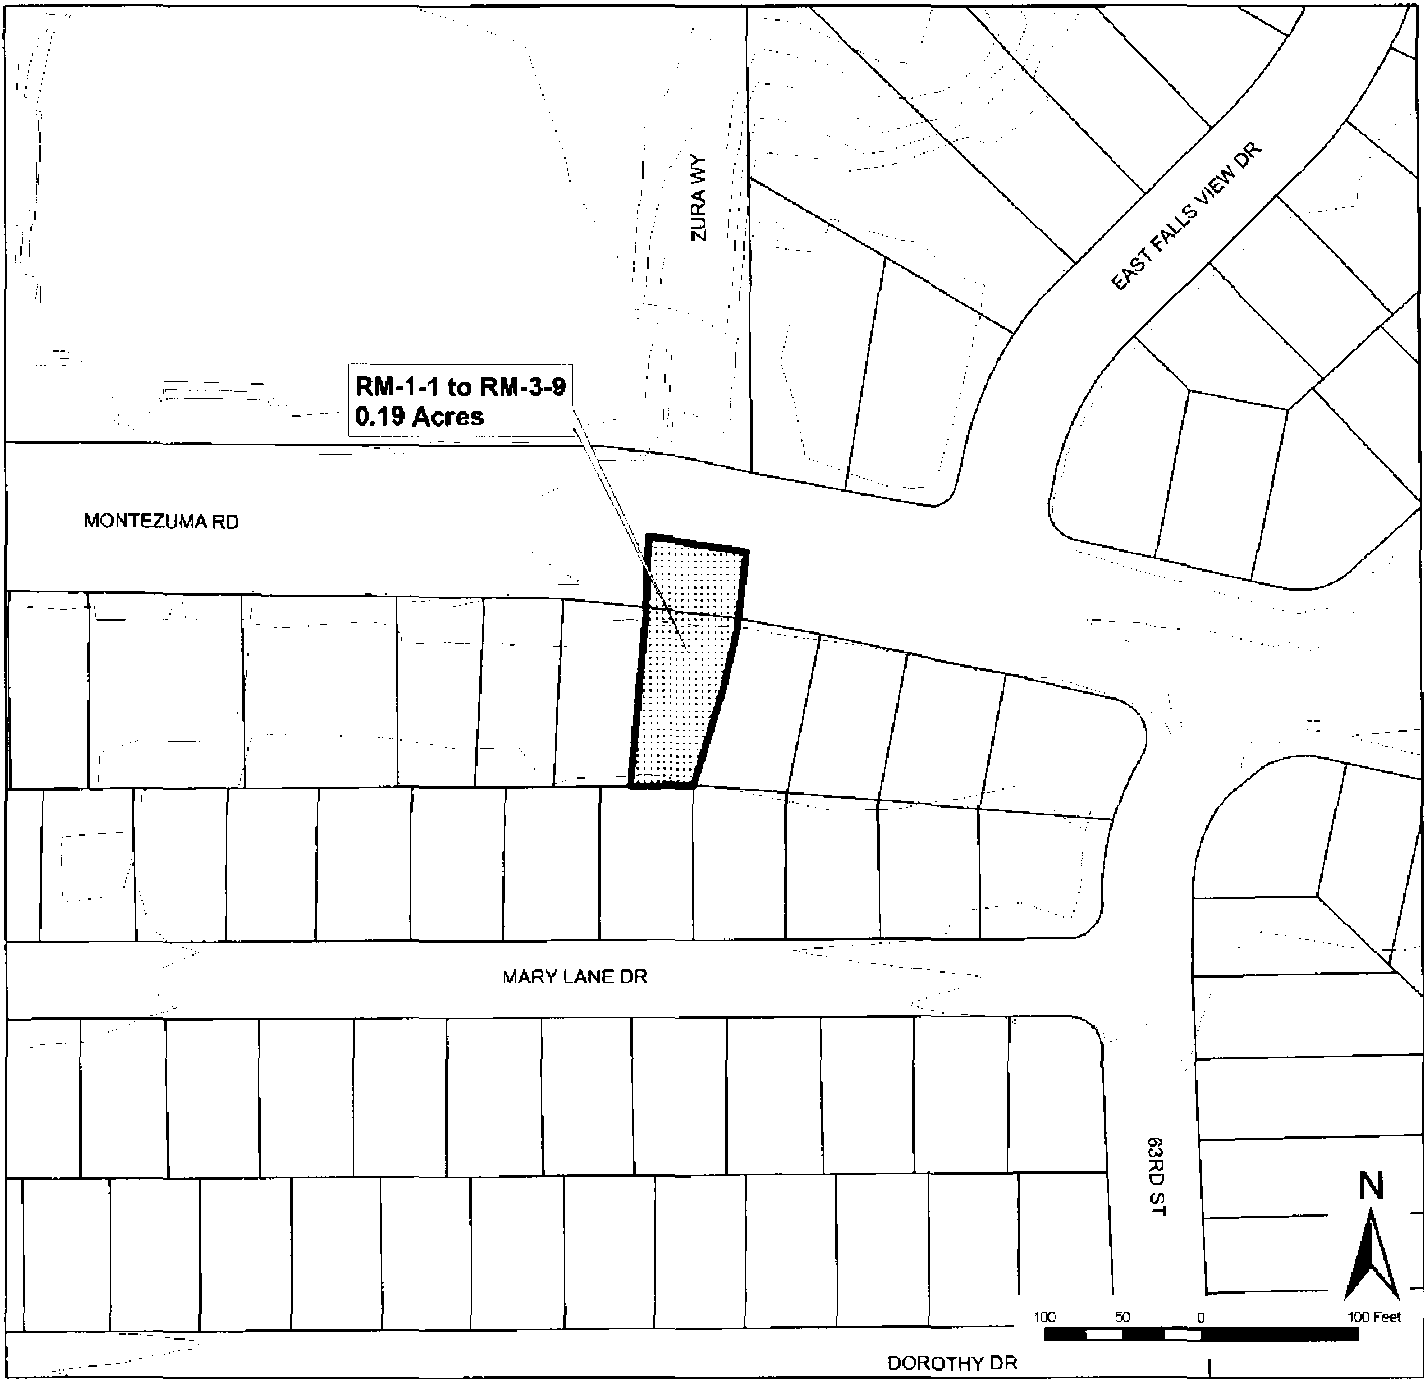 ZURA WY
EAST FALLS VIEW DR
RM-1-1 to RM-3-9
0.19 Acres
MONTEZUMA RD
MARY LANE DR
63RD ST
N
100 50 0 100 Feet
DOROTHY DR